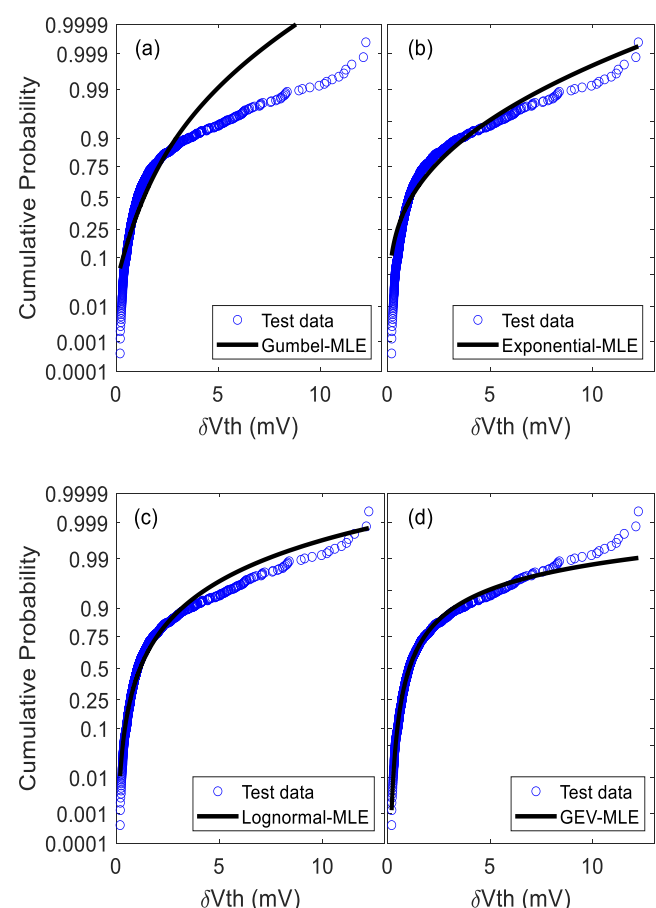 0.9999
(a)
(b)
0.999
0.99
0.9
0.75
0.5
0.25
0.1
0.01
0.001
0.0001
Cumulative Probability
Test data
Gumbel-MLE
Test data
Exponential-MLE
0 5 10
0 5 10
δVth (mV)
δVth (mV)
0.9999
(c)
(d)
0.999
0.99
0.9
0.75
0.5
0.25
0.1
0.01
0.001
0.0001
Cumulative Probability
Test data
Lognormal-MLE
Test data
GEV-MLE
0 5 10
0 5 10
δVth (mV)
δVth (mV)